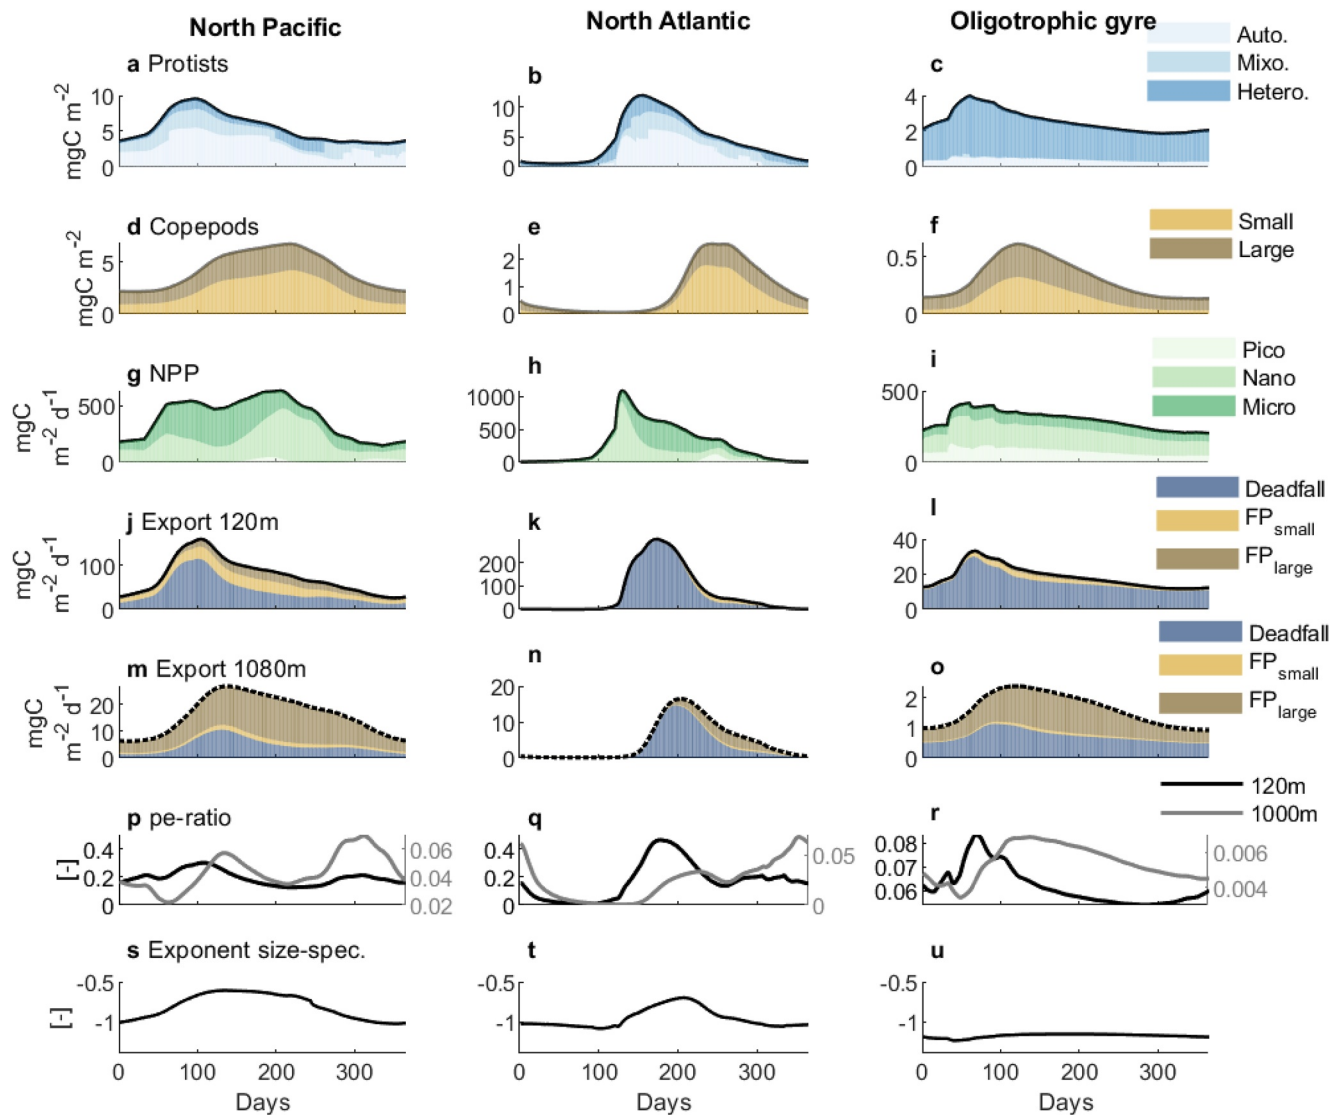 North Pacific North Atlantic Oligotrophic gyre
a Protists b c Auto.
Mixo.
Hetero.
mgC m-2
10 5 0
10 5 0
4 2 0
d Copepods e f Small
Large
mgC m-2
5 0
2 1 0
0.5 0
g NPP h i Pico
Nano
Micro
mgC
m-2 d-1
500 0
1000 500 0
500 0
j Export 120m k l Deadfall
FPsmall
FPlarge
mgC
m-2 d-1
100 0
200 100 0
40 20 0
m Export 1080m n o Deadfall
FPsmall
FPlarge
mgC
m-2 d-1
20 10 0
20 10 0
2 1 0
120m
1000m
p pe-ratio q r
[-]
0.4 0.2 0
0.06 0.04 0.02
0.4 0.2 0
0.05 0
0.08 0.07 0.06
0.006 0.004
s Exponent size-spec. t u
[-]
-0.5 -1
-0.5 -1
-0.5 -1
0 100 200 300 0 100 200 300 0 100 200 300
Days Days Days